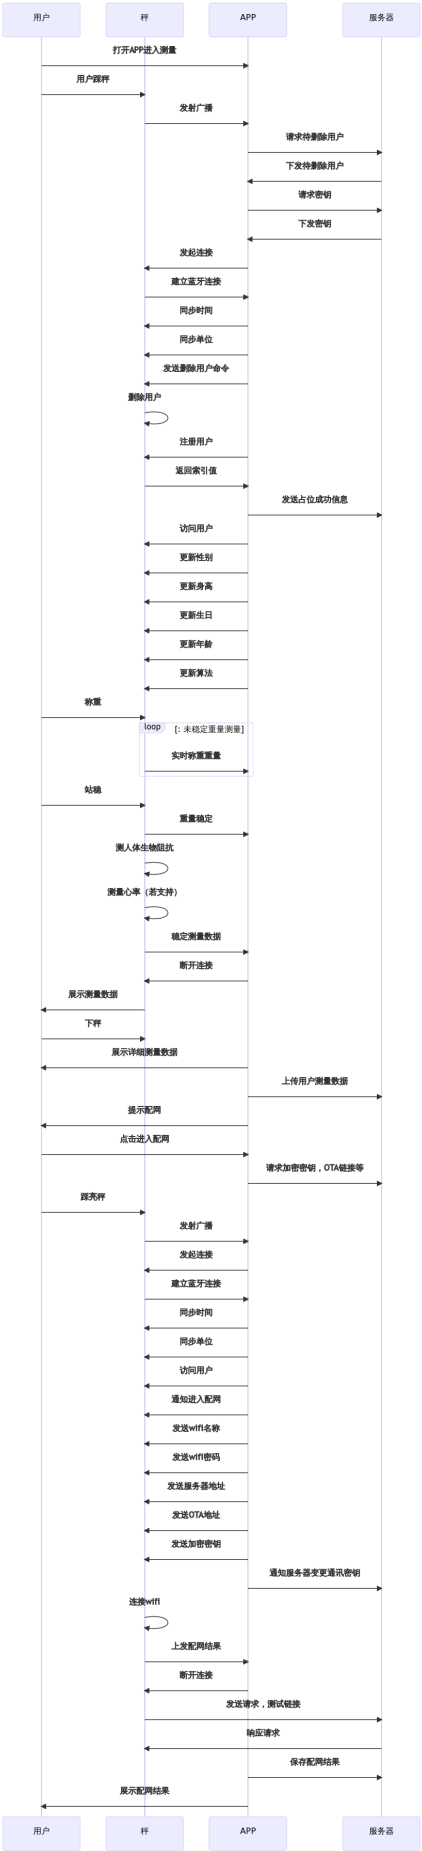 用户
秤
APP
服务器
打开APP进入测量
用户踩秤
发射广播
请求待删除用户
下发待删除用户
请求密钥
下发密钥
发起连接
建立蓝牙连接
同步时间
同步单位
发送删除用户命令
删除用户
注册用户
返回索引值
发送占位成功信息
访问用户
更新性别
更新身高
更新生日
更新年龄
更新算法
称重
loop
[: 未稳定重量测量]
实时称重重量
站稳
重量稳定
测人体生物阻抗
测量心率（若支持）
稳定测量数据
断开连接
展示测量数据
下秤
展示详细测量数据
上传用户测量数据
提示配网
点击进入配网
请求加密密钥，OTA链接等
踩亮秤
发射广播
发起连接
建立蓝牙连接
同步时间
同步单位
访问用户
通知进入配网
发送wifi名称
发送wifi密码
发送服务器地址
发送OTA地址
发送加密密钥
通知服务器变更通讯密钥
连接wifi
上发配网结果
断开连接
发送请求，测试链接
响应请求
保存配网结果
展示配网结果
用户
秤
APP
服务器